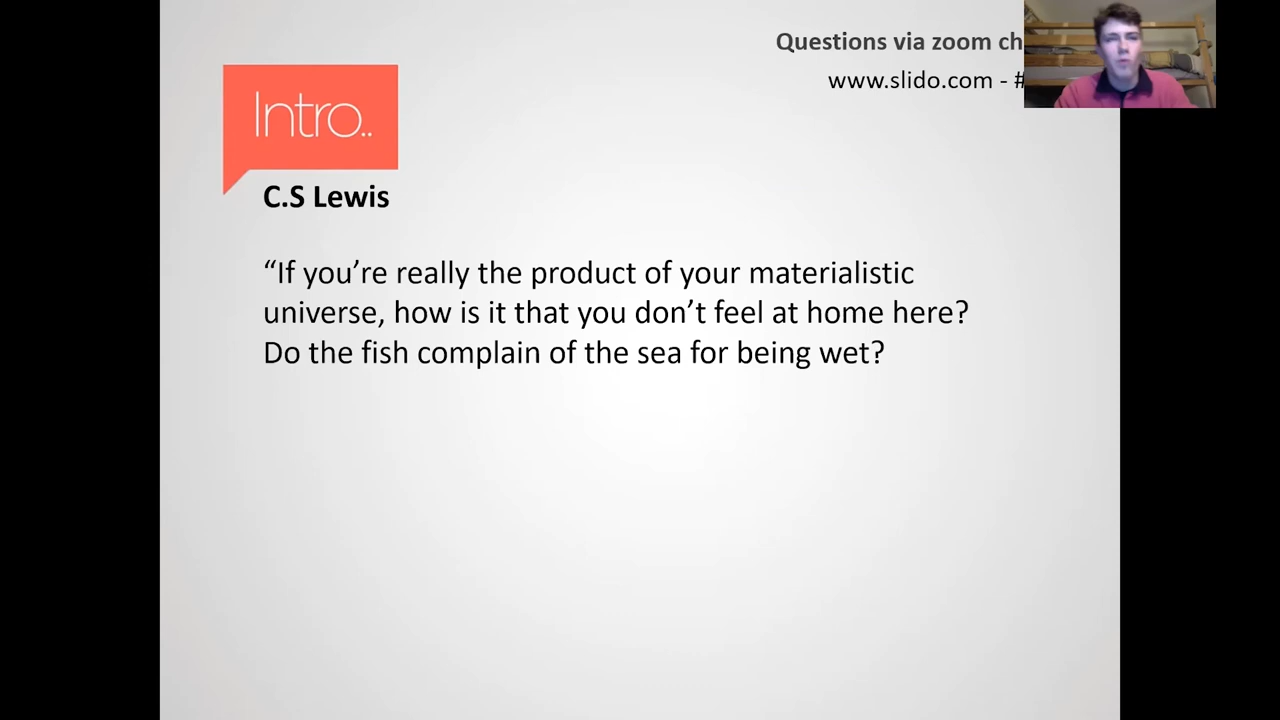 Questions via zoom ch
www.slido.com - #
Intro..
C.S Lewis
“If you’re really the product of your materialistic
universe, how is it that you don’t feel at home here?
Do the fish complain of the sea for being wet?